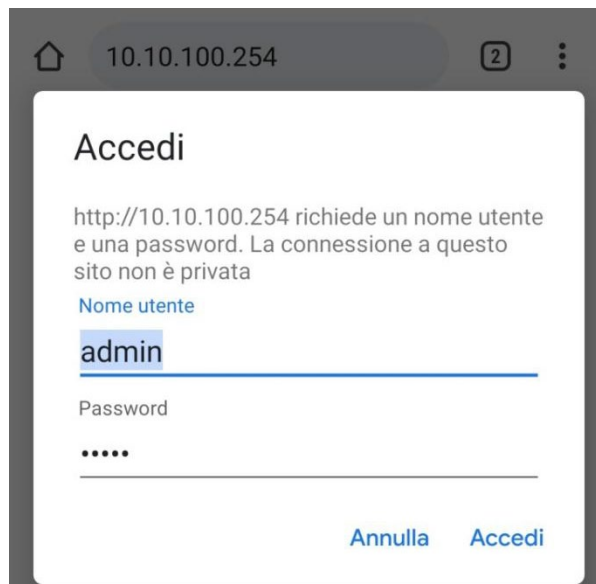 10.10.100.254
2
Accedi
http://10.10.100.254 richiede un nome utente
e una password. La connessione a questo
sito non è privata
Nome utente
admin
Password
•••••
Annulla
Accedi